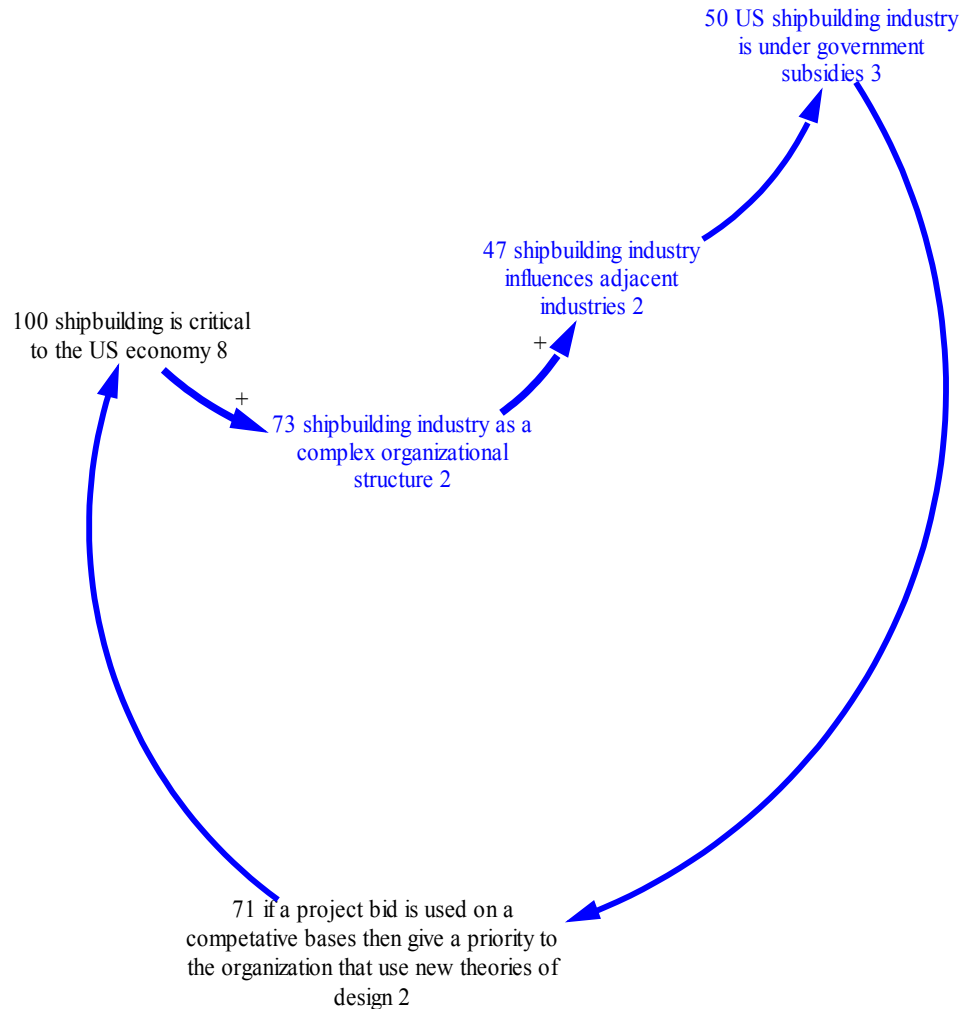 50 US shipbuilding industry
is under government
subsidies 3
47 shipbuilding industry
influences adjacent
industries 2
+
100 shipbuilding is critical
to the US economy 8
+
73 shipbuilding industry as a
complex organizational
structure 2
71 if a project bid is used on a
competative bases then give a priority to
the organization that use new theories of
design 2